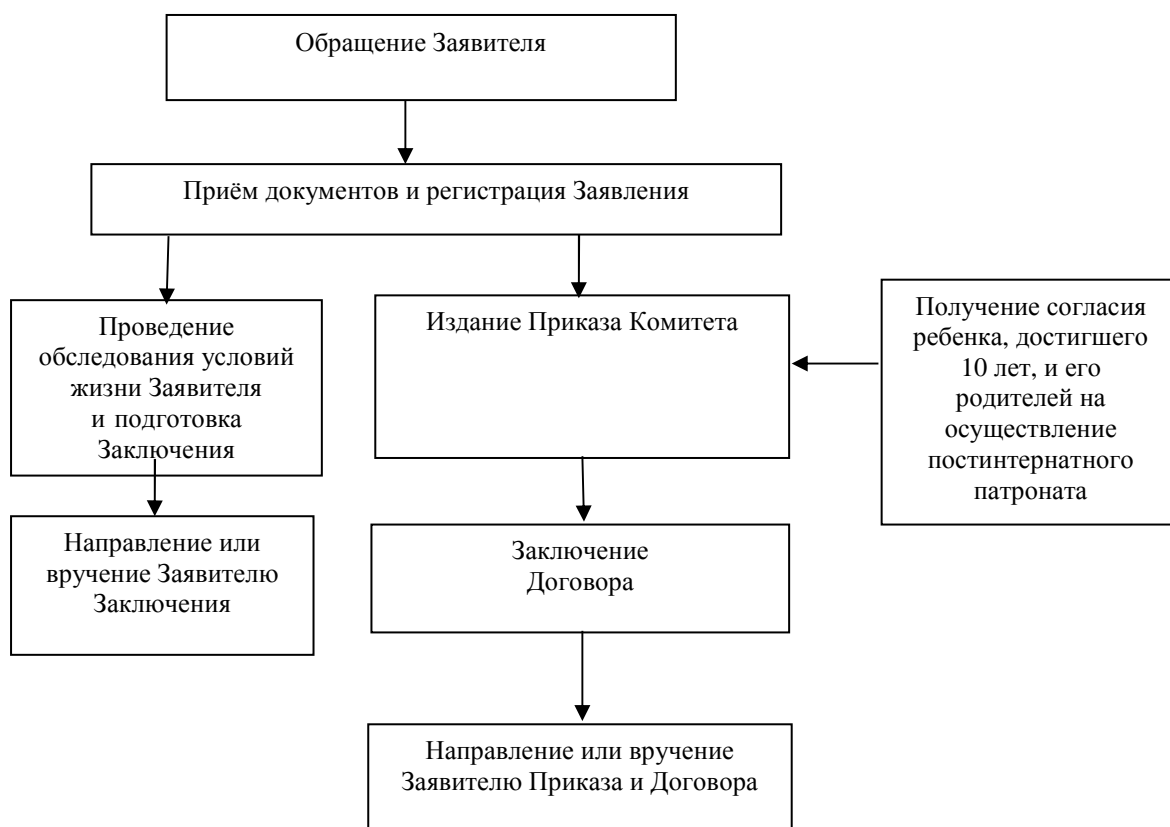 Обращение Заявителя
Приём документов и регистрация Заявления
Проведение
обследования условий
жизни Заявителя
и подготовка
Заключения
Издание Приказа Комитета
Получение согласия
ребенка, достигшего
10 лет, и его
родителей на
осуществление
постинтернатного
патроната
Направление или
вручение Заявителю
Заключения
Заключение
Договора
Направление или вручение
Заявителю Приказа и Договора